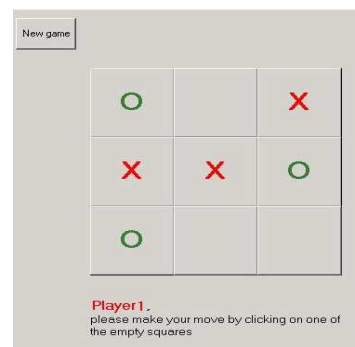 New game
O X
X X O
O
Player1,
please make your move by clicking on one of
the empty squares